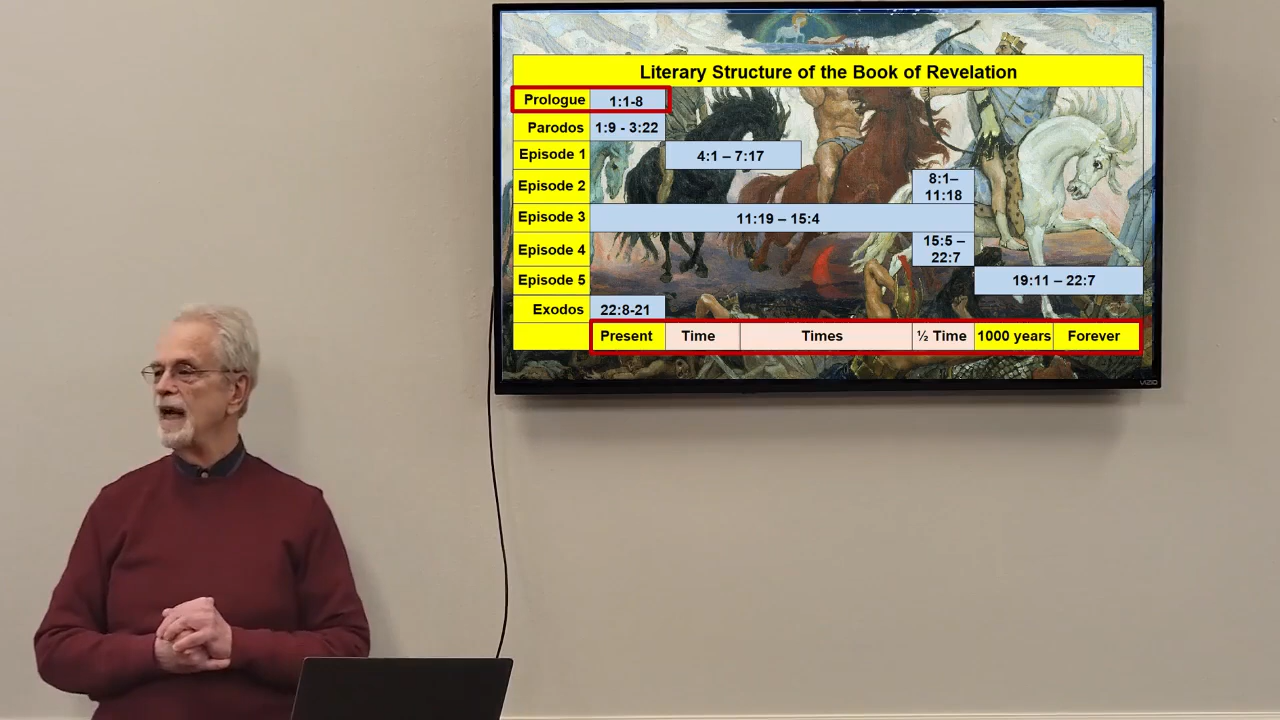 Literary Structure of the Book of Revelation
Prologue 1:1-8
Parodos 1:9 - 3:22
Episode 1 4:1 – 7:17
Episode 2 8:1–
11:18
Episode 3 11:19 – 15:4
Episode 4 15:5 –
22:7
Episode 5 19:11 – 22:7
Exodos 22:8-21
Present Time Times ½ Time 1000 years Forever
VIZIO